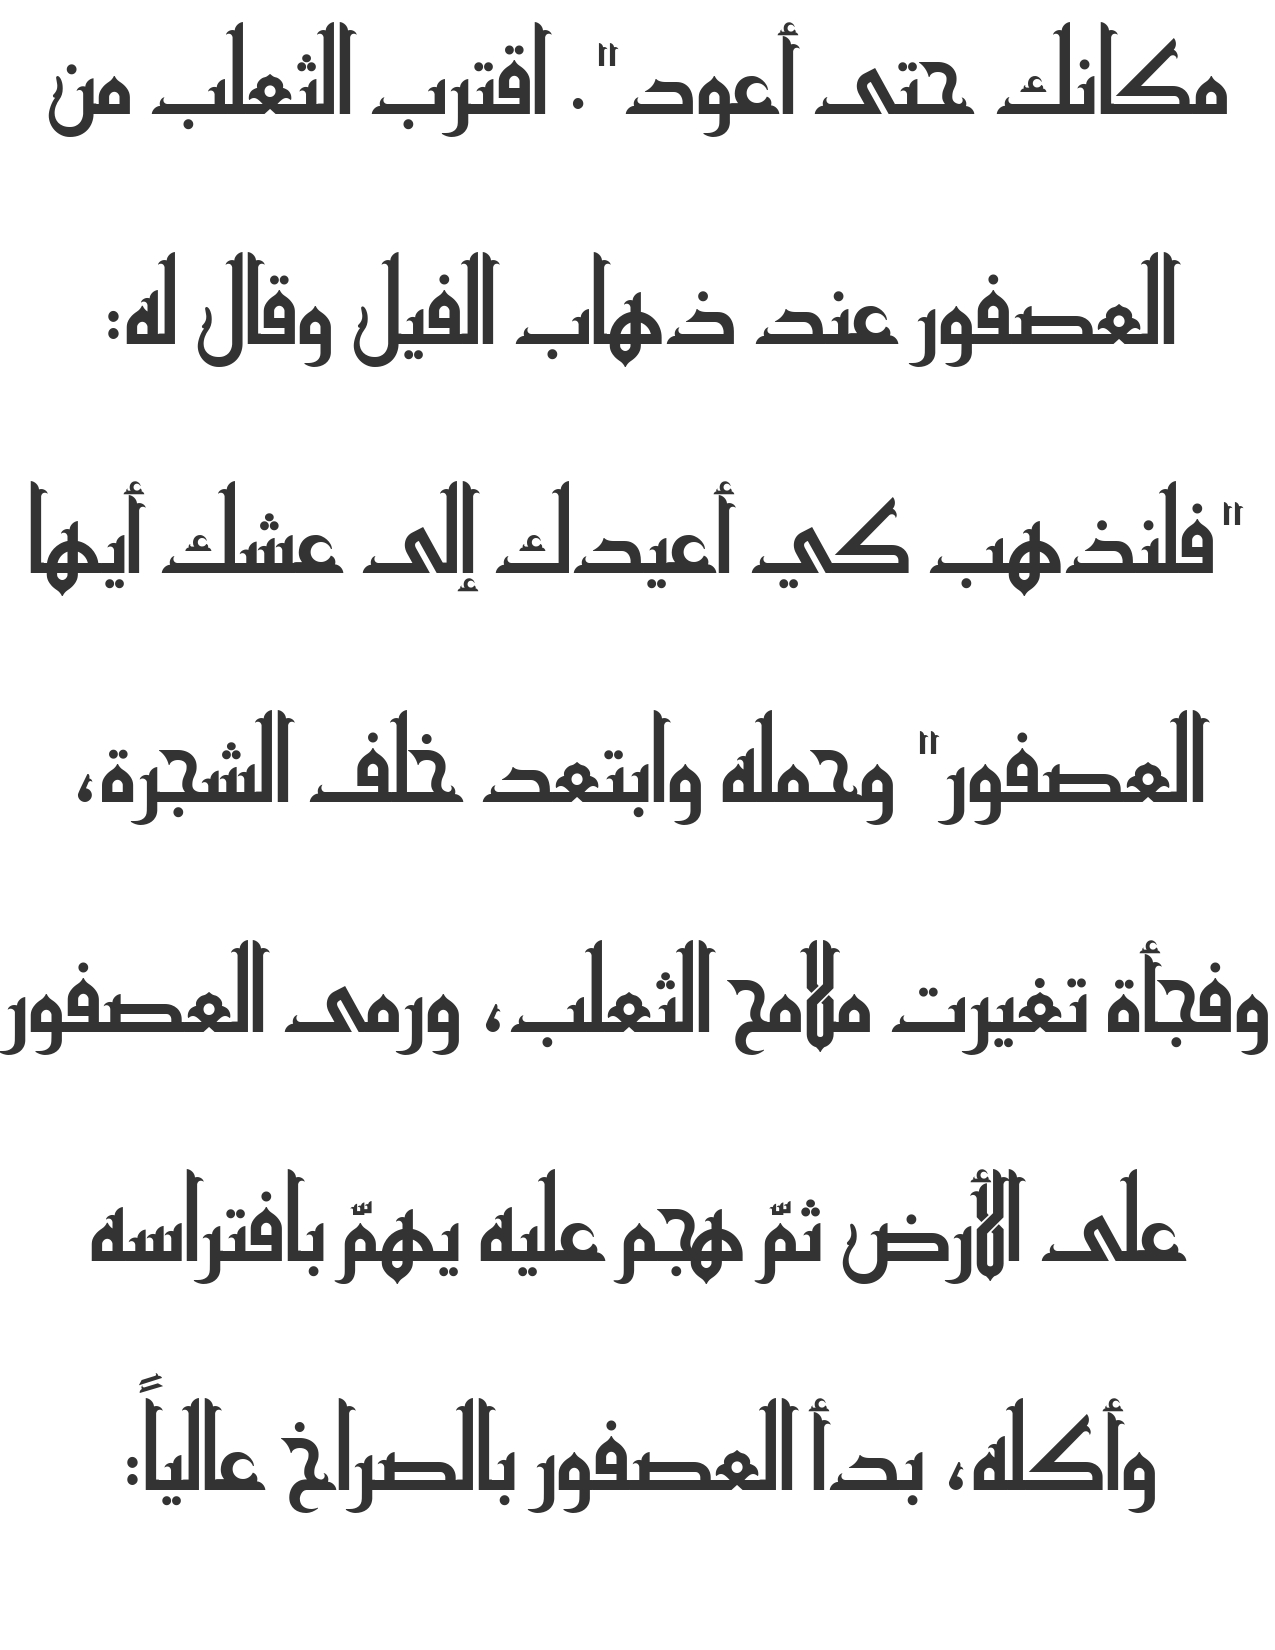 مكانك حتى أعود". اقترب الثعلب من
العصفور عند ذهاب الفيل وقال له:
"فلنذهب كي أعيدك إلى عشك أيها
العصفور" وحمله وابتعد خلف الشجرة،
وفجأة تغيرت ملامح الثعلب، ورمى العصفور
على الأرض ثمّ هجم عليه يهمّ بافتراسه
وأكله، بدأ العصفور بالصراخ عالياً: